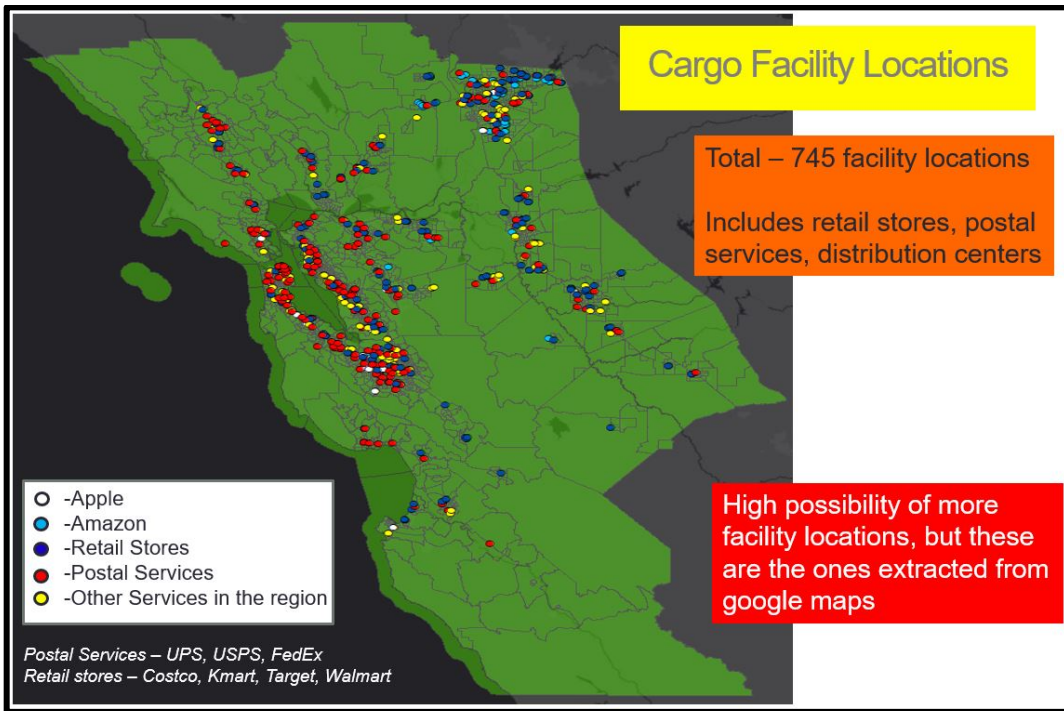 Cargo Facility Locations
Total – 745 facility locations
Includes retail stores, postal
services, distribution centers
High possibility of more
facility locations, but these
are the ones extracted from
google maps
-Apple
-Amazon
-Retail Stores
-Postal Services
-Other Services in the region
Postal Services – UPS, USPS, FedEx
Retail stores – Costco, Kmart, Target, Walmart